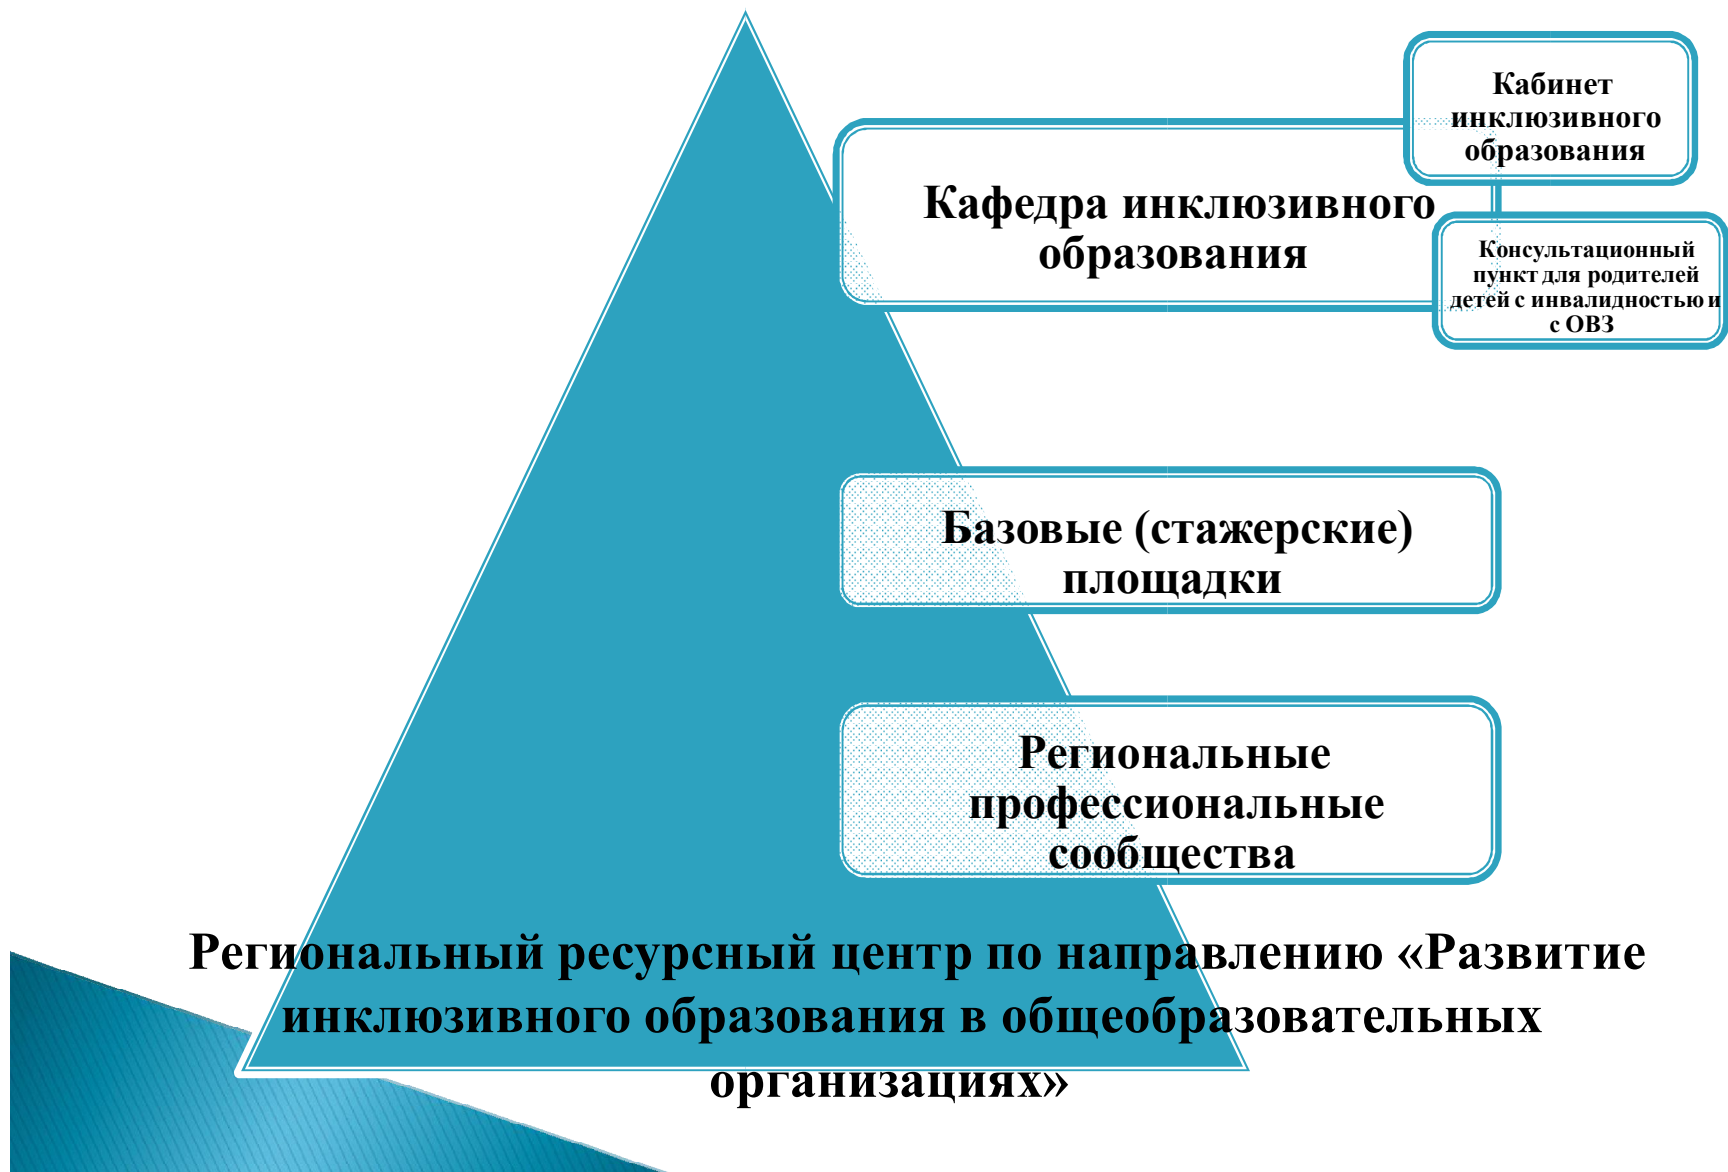 Кабинет
инклюзивного
образования
Кафедра инклюзивного
образования
Консультационный
пункт для родителей
детей с инвалидностью и
с ОВЗ
Базовые (стажерские)
площадки
Региональные
профессиональные
сообщества
Региональный ресурсный центр по направлению «Развитие
инклюзивного образования в общеобразовательных
организациях»